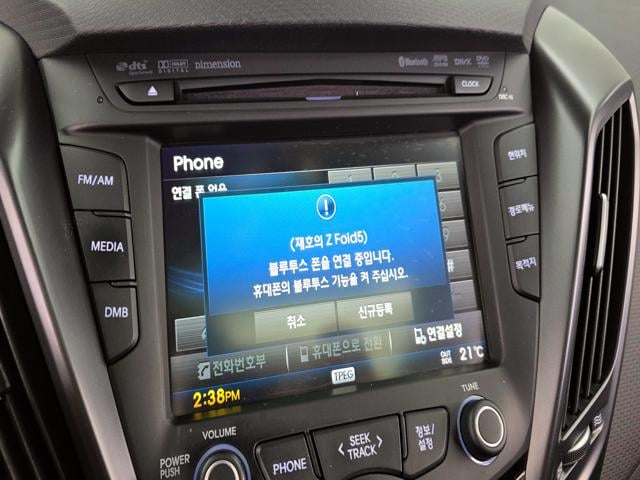 dts
DOLBY DIGITAL
DIMENSION
Bluetooth
DIVX
DVD
CLOCK
DISC-IN
FM/AM
MEDIA
DMB
현위치
경로메뉴
목적지
Phone
연결 폰 없음
(재호의 Z Fold5)
블루투스 폰을 연결 중입니다.
휴대폰의 블루투스 기능을 켜 주십시오.
취소
신규등록
#
전화번호부
휴대폰으로 전환
연결설정
2:38PM
TPEG
OUT SIDE 21℃
VOLUME
POWER
PUSH
PHONE
SEEK
TRACK
정보/
설정
TUNE